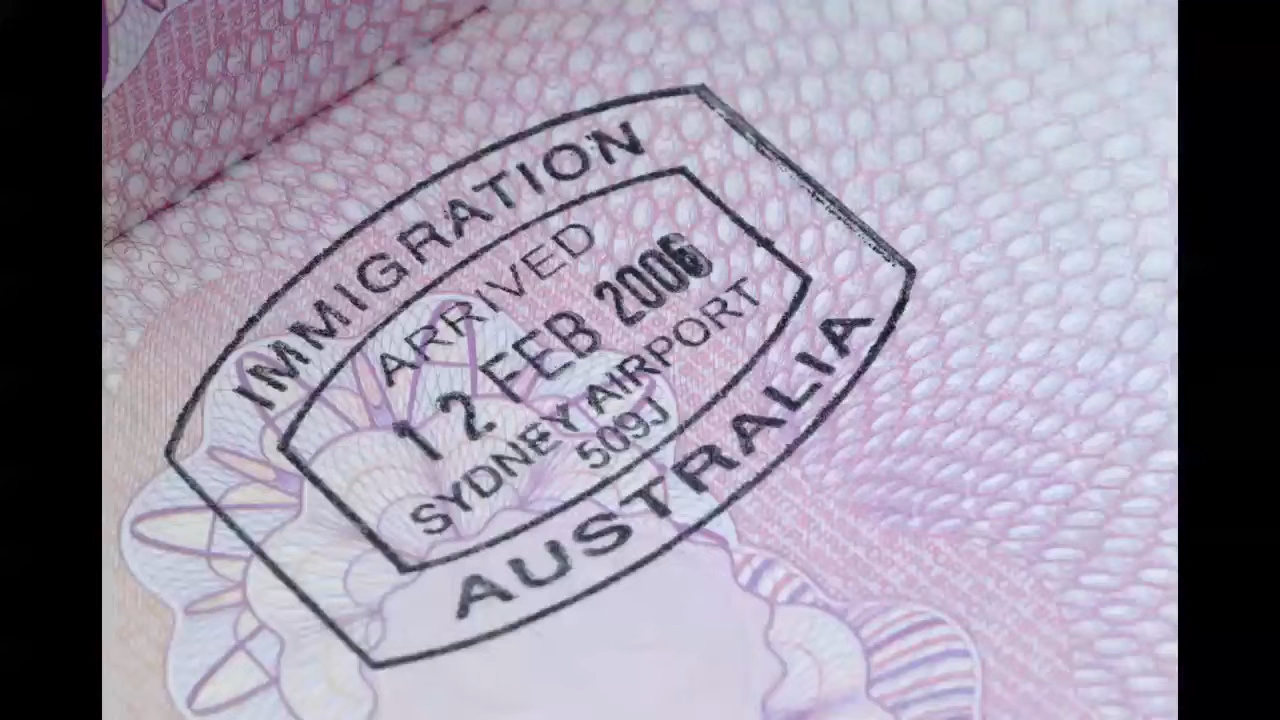 IMMIGRATION
ARRIVED
12 FEB 2006
SYDNEY AIRPORT
509J
AUSTRALIA